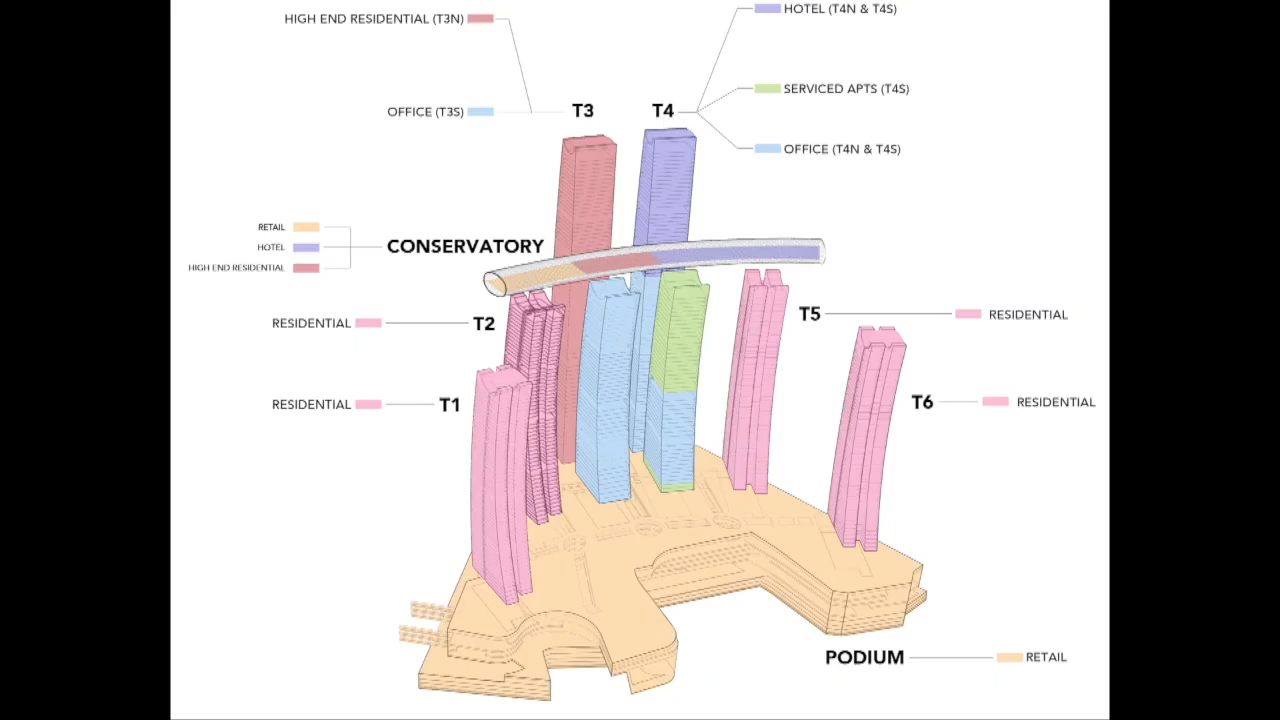 HOTEL (T4N & T4S)
HIGH END RESIDENTIAL (T3N)
SERVICED APTS (T4S)
OFFICE (T3S)
T3
T4
OFFICE (T4N & T4S)
RETAIL
HOTEL
HIGH END RESIDENTIAL
CONSERVATORY
RESIDENTIAL
T2
T5
RESIDENTIAL
RESIDENTIAL
T1
T6
RESIDENTIAL
PODIUM
RETAIL